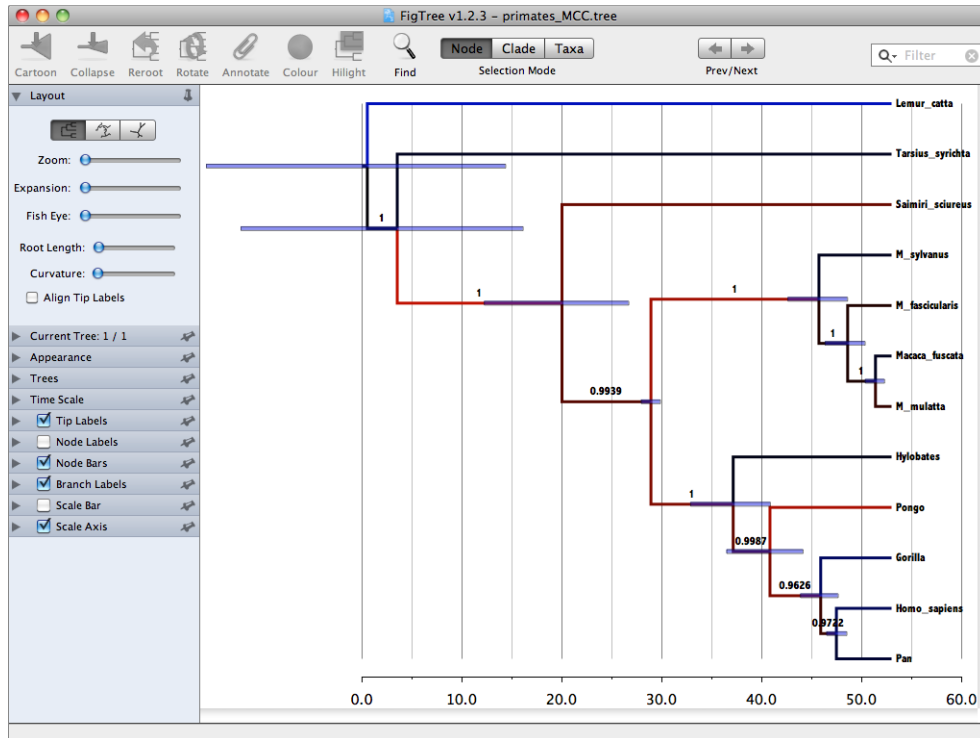 FigTree v1.2.3 – primates_MCC.tree
Cartoon Collapse Reroot Rotate Annotate Colour Hilight Find
Node Clade Taxa
Selection Mode
Prev/Next
Filter
Layout
Zoom:
Expansion:
Fish Eye:
Root Length:
Curvature:
Align Tip Labels
Current Tree: 1 / 1
Appearance
Trees
Time Scale
Tip Labels
Node Labels
Node Bars
Branch Labels
Scale Bar
Scale Axis
Lemur_catta
Tarsius_syrichta
Saimiri_sciureus
1
M_sylvanus
1
1
M_fascicularis
1
Macaca_fuscata
1
0.9939
M_mulatta
Hylobates
1
Pongo
0.9987
Gorilla
0.9626
Homo_sapiens
0.9722
Pan
0.0 10.0 20.0 30.0 40.0 50.0 60.0